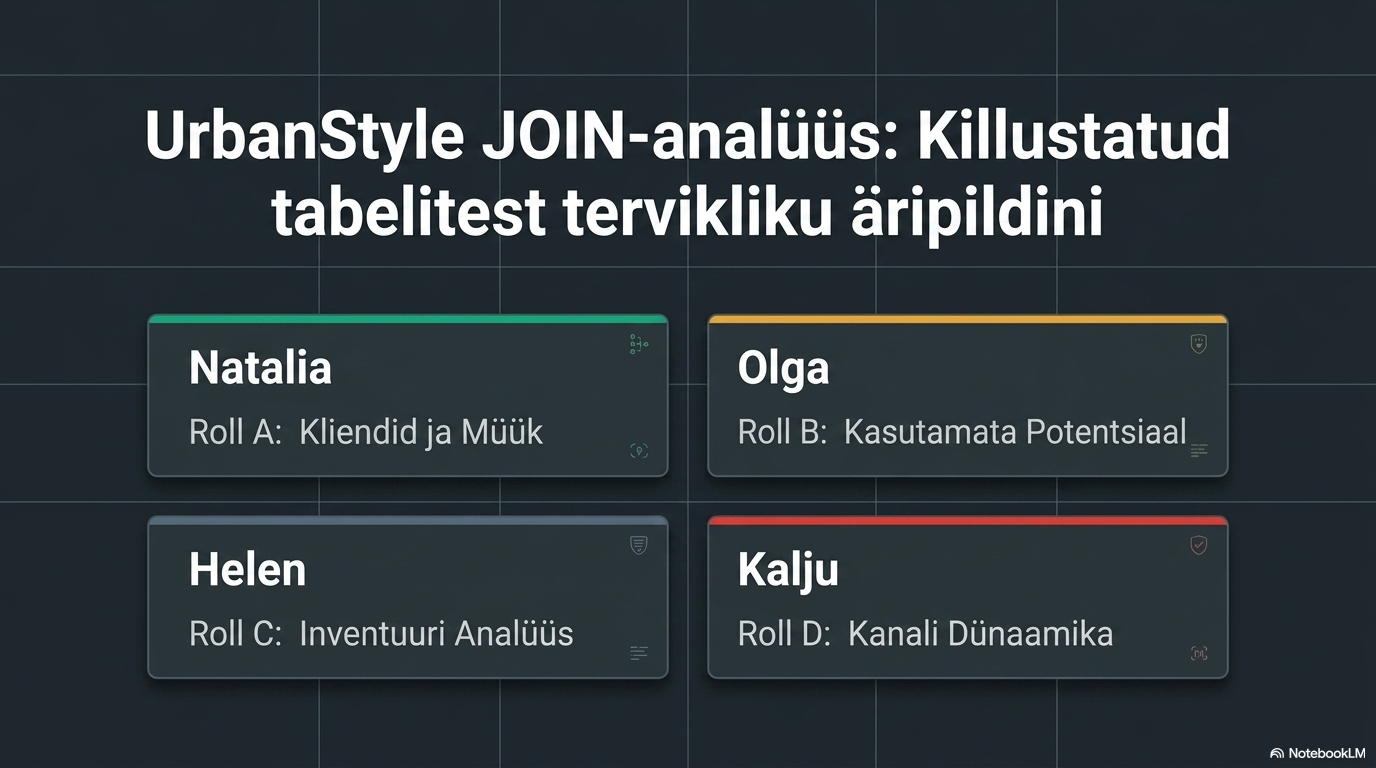 UrbanStyle JOIN-analüüs: Killustatud
tabelitest tervikliku äripildini
Natalia
Roll A: Kliendid ja Müük
Olga
Roll B: Kasutamata Potentsiaal
Helen
Roll C: Inventuuri Analüüs
Kalju
Roll D: Kanali Dünaamika
NotebookLM